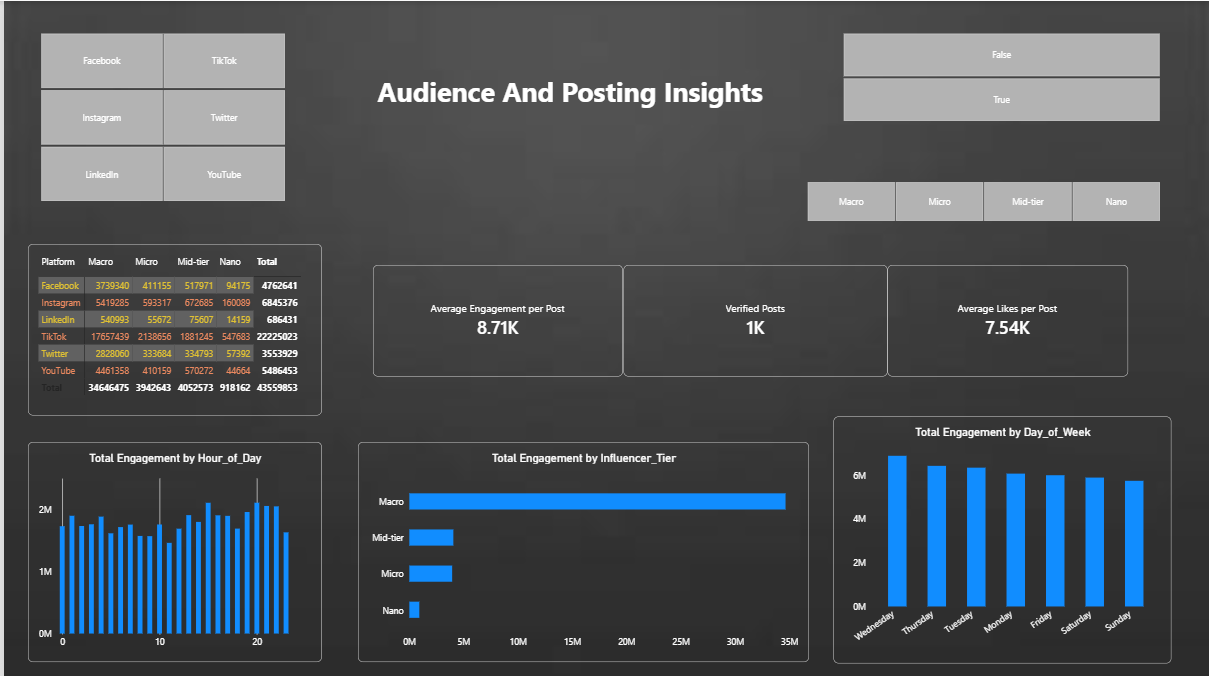 Facebook TikTok
Instagram Twitter
LinkedIn YouTube
Audience And Posting Insights
False
True
Macro Micro Mid-tier Nano
Platform Macro Micro Mid-tier Nano Total
Facebook 3739340 411155 517971 94175 4762641
Instagram 5419285 593317 672685 160089 6845376
LinkedIn 540993 55672 75607 14159 686431
TikTok 17657439 2138656 1881245 547683 22225023
Twitter 2828060 333684 334793 57392 3553929
YouTube 4461358 410159 570272 44664 5486453
Total 34646475 3942643 4052573 918162 43559853
Average Engagement per Post
8.71K
Verified Posts
1K
Average Likes per Post
7.54K
Total Engagement by Hour_of_Day
2M
1M
0M
0 10 20
Total Engagement by Influencer_Tier
Macro
Mid-tier
Micro
Nano
0M 5M 10M 15M 20M 25M 30M 35M
Total Engagement by Day_of_Week
6M
4M
2M
0M
Wednesday Thursday Tuesday Monday Friday Saturday Sunday